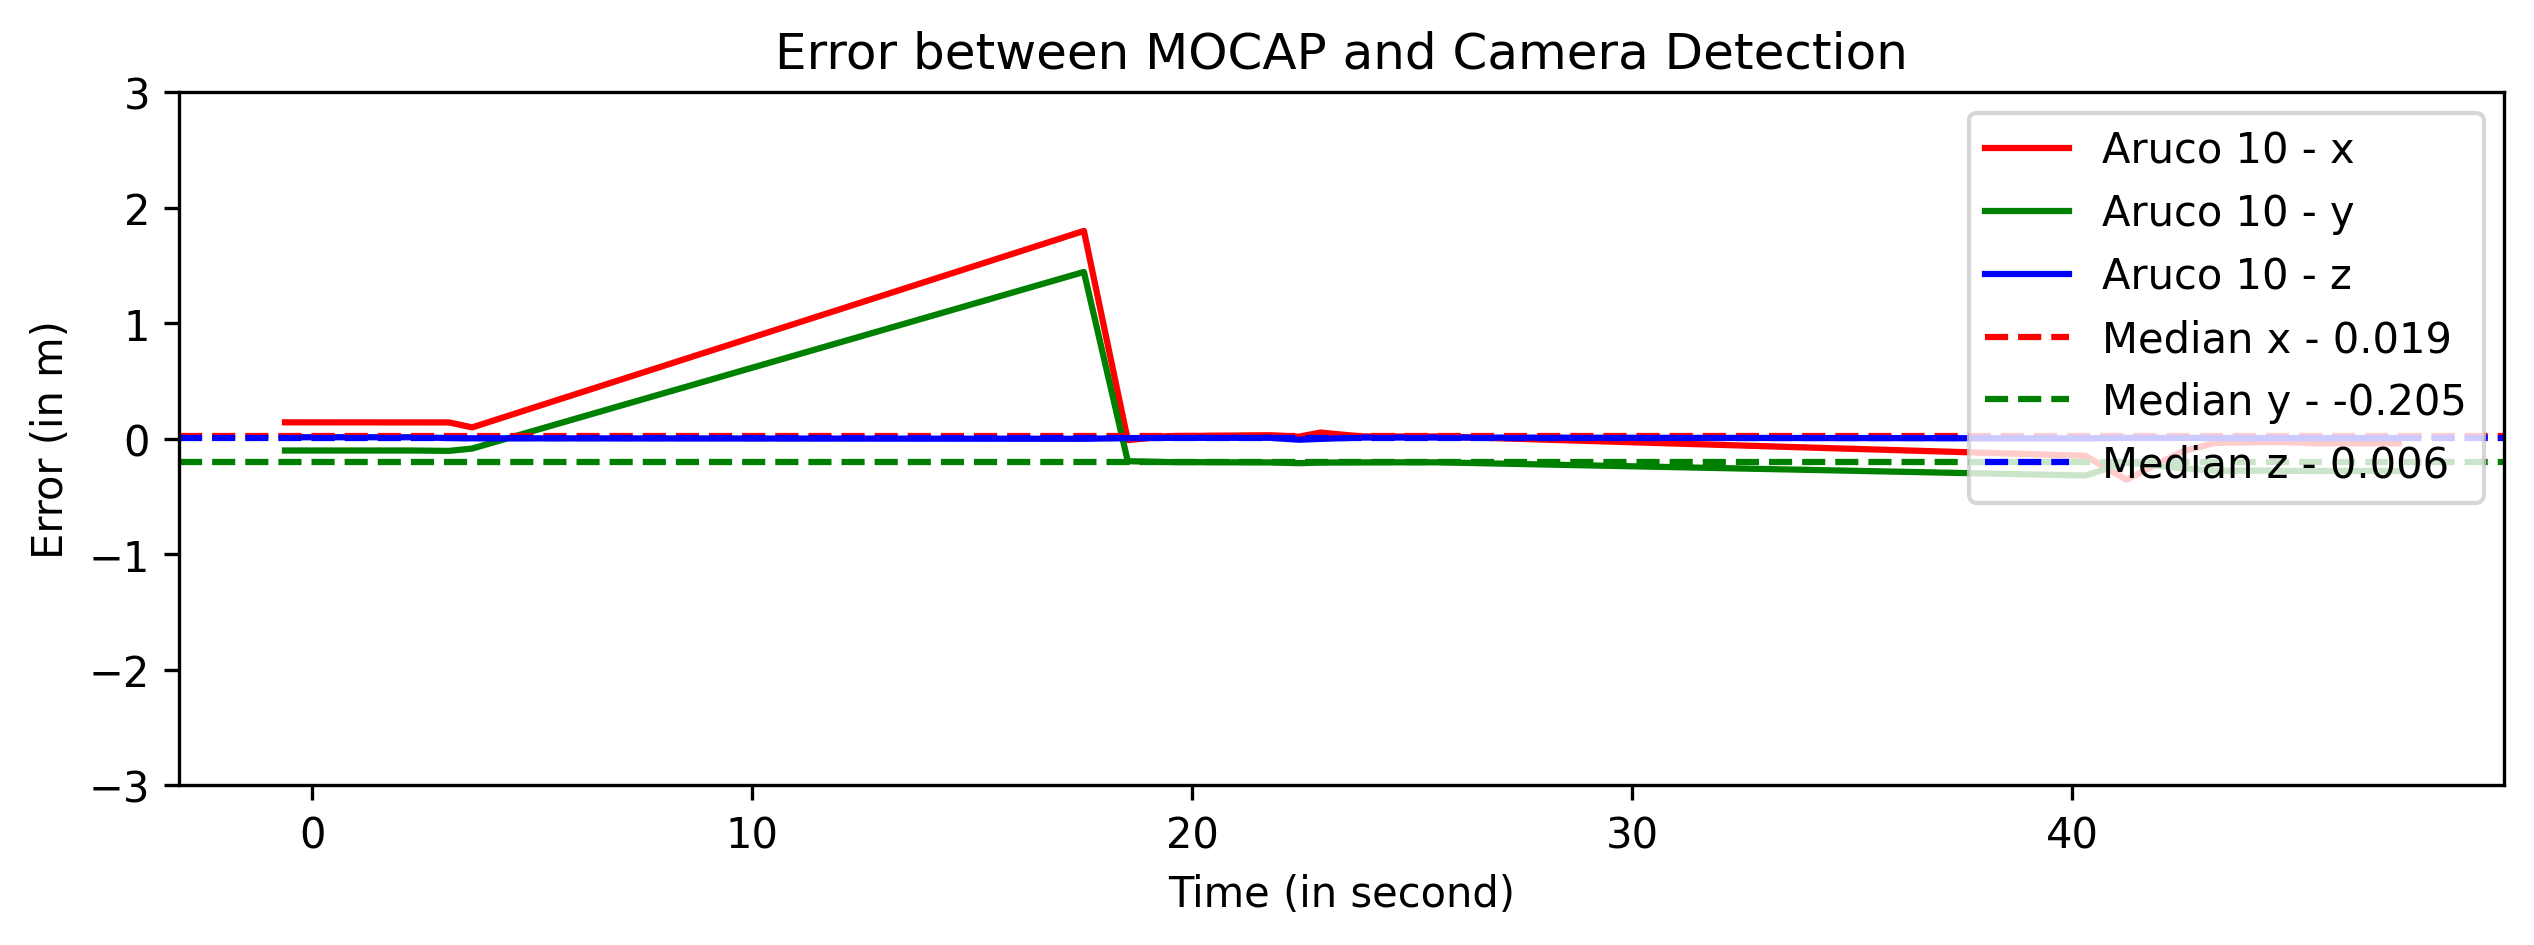 Error between MOCAP and Camera Detection
3
2
1
0
−1
−2
−3
Error (in m)
Aruco 10 - x
Aruco 10 - y
Aruco 10 - z
Median x - 0.019
Median y - -0.205
Median z - 0.006
0 10 20 30 40
Time (in second)